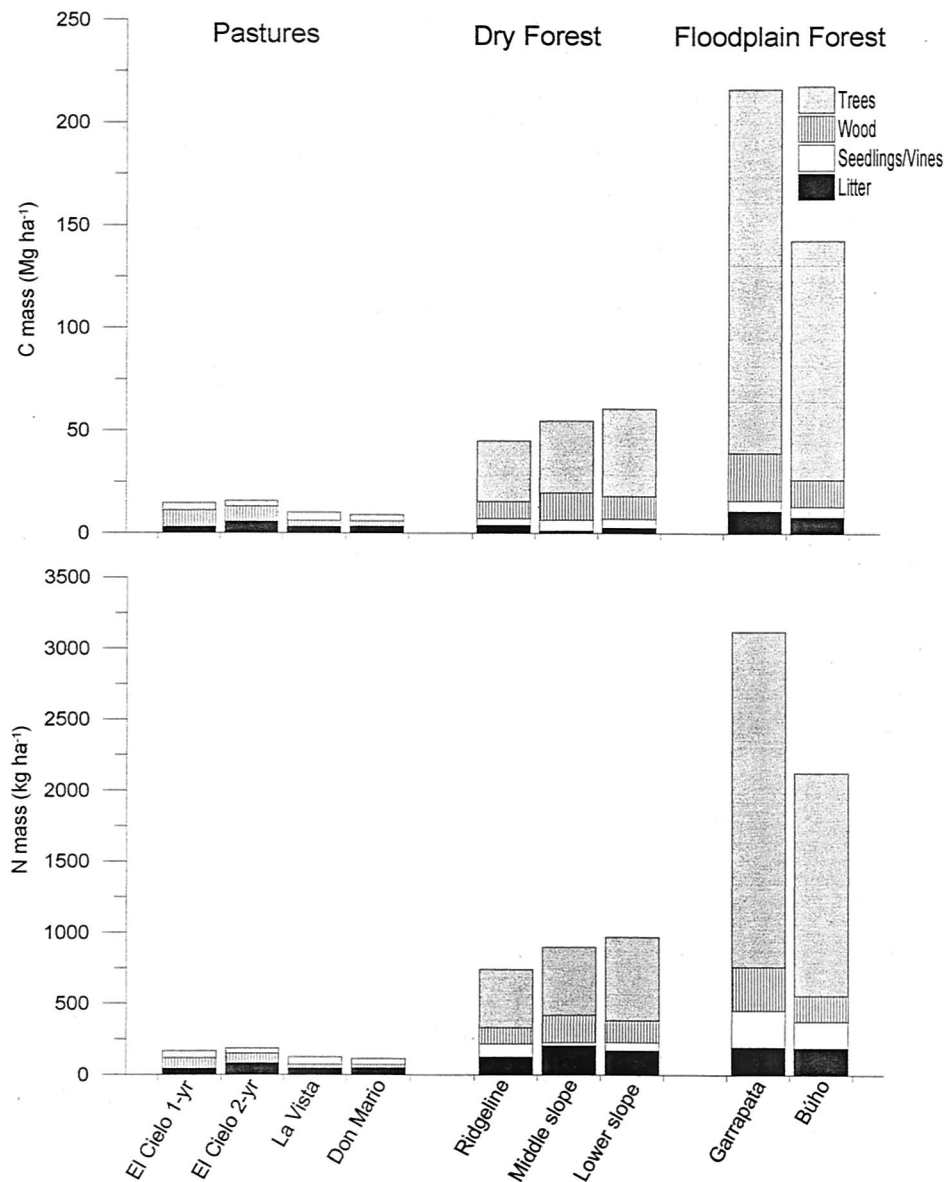 Pastures
Dry Forest
Floodplain Forest
Trees
Wood
Seedlings/Vines
Litter
C mass (Mg ha⁻¹)
250
200
150
100
50
0
N mass (kg ha⁻¹)
3500
3000
2500
2000
1500
1000
500
0
El Cielo 1-yr
El Cielo 2-yr
La Vista
Don Mario
Ridgeline
Middle slope
Lower slope
Garrapata
Búho